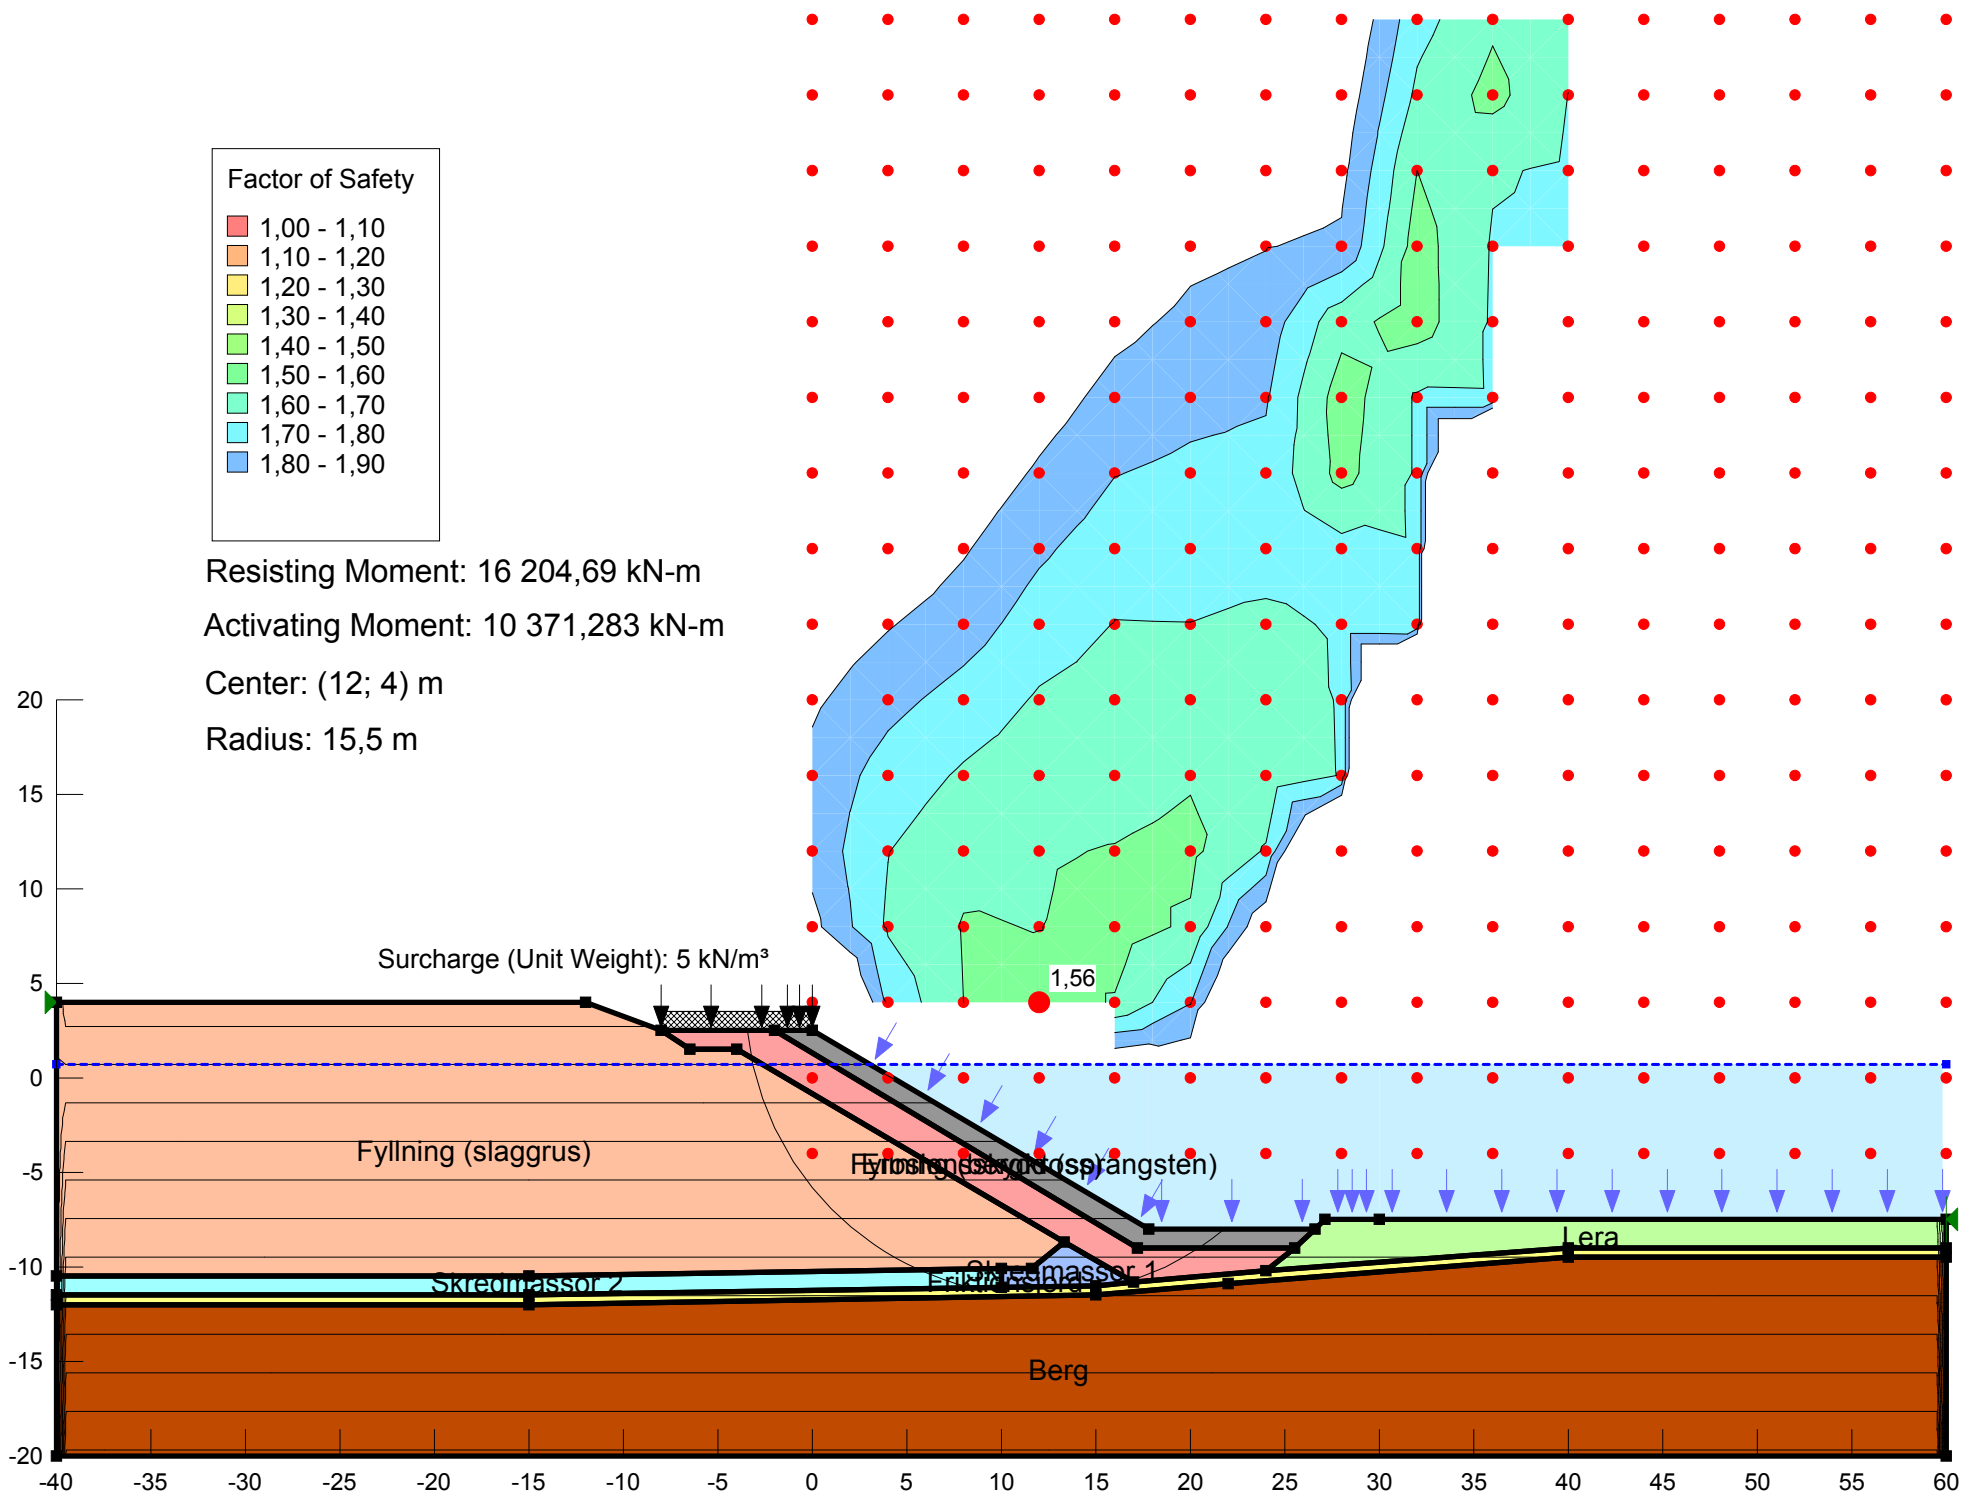 Factor of Safety
1,00 - 1,10
1,10 - 1,20
1,20 - 1,30
1,30 - 1,40
1,40 - 1,50
1,50 - 1,60
1,60 - 1,70
1,70 - 1,80
1,80 - 1,90
Resisting Moment: 16 204,69 kN-m
Activating Moment: 10 371,283 kN-m
Center: (12; 4) m
Radius: 15,5 m
20
15
10
5
0
-5
-10
-15
-20
Surcharge (Unit Weight): 5 kN/m³
1,56
Fyllning (slaggrus)
(sprangsten)
Lera
Skredmassor 1
Skredmassor 2
Friktionsjord
Berg
-40 -35 -30 -25 -20 -15 -10 -5 0 5 10 15 20 25 30 35 40 45 50 55 60